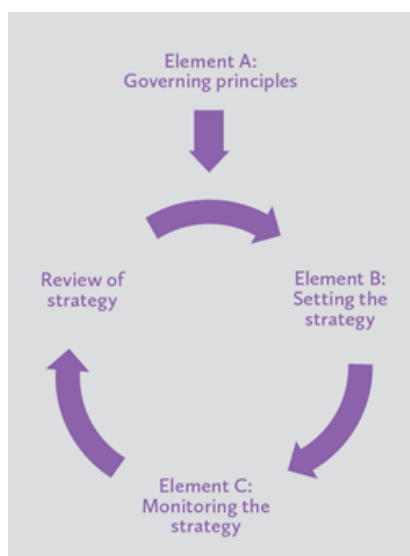 Element A:
Governing principles
Review of
strategy
Element B:
Setting the
strategy
Element C:
Monitoring the
strategy